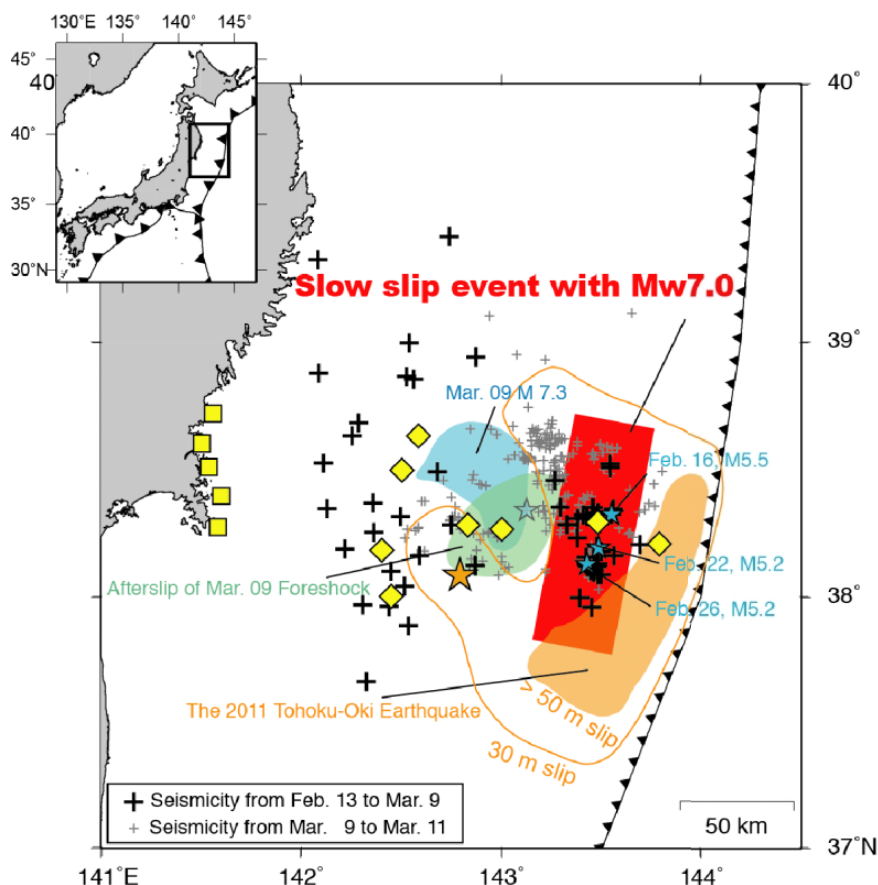 130°E 135° 140° 145°
45°
40
40°
35°
30°N
40°
Slow slip event with Mw7.0
39°
Mar. 09 M 7.3
Feb. 16, M5.5
Feb. 22, M5.2
Afterslip of Mar. 09 Foreshock
38°
Feb. 26, M5.2
The 2011 Tohoku-Oki Earthquake
> 50 m slip
30 m slip
Seismicity from Feb. 13 to Mar. 9
Seismicity from Mar. 9 to Mar. 11
50 km
37°N
141°E 142° 143° 144°